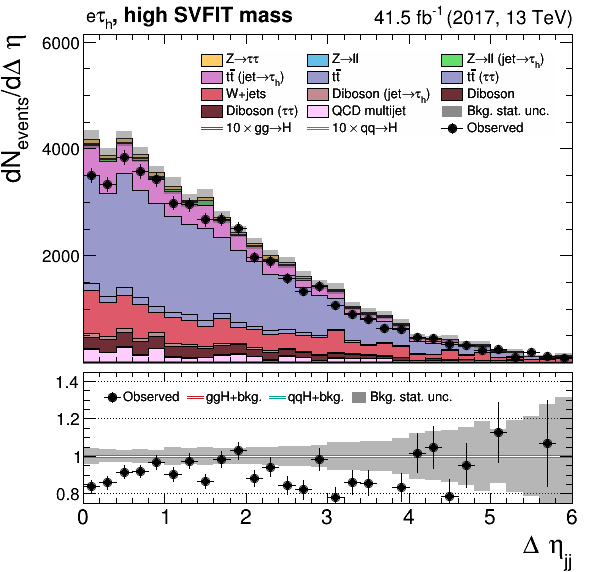 eτh, high SVFIT mass 41.5 fb⁻¹ (2017, 13 TeV)
dNevents/dΔ η
6000
4000
2000
Z→ττ Z→ll Z→ll (jet→τh)
tt̄ (jet→τh) tt̄ tt̄ (ττ)
W+jets Diboson Diboson (jet→τh) Diboson
Diboson (ττ) QCD multijet Bkg. stat. unc.
10 × gg→H 10 × qq→H Observed
1.4
1.2
1
0.8
Observed ggH+bkg. qqH+bkg. Bkg. stat. unc.
0 1 2 3 4 5 6
Δ ηjj